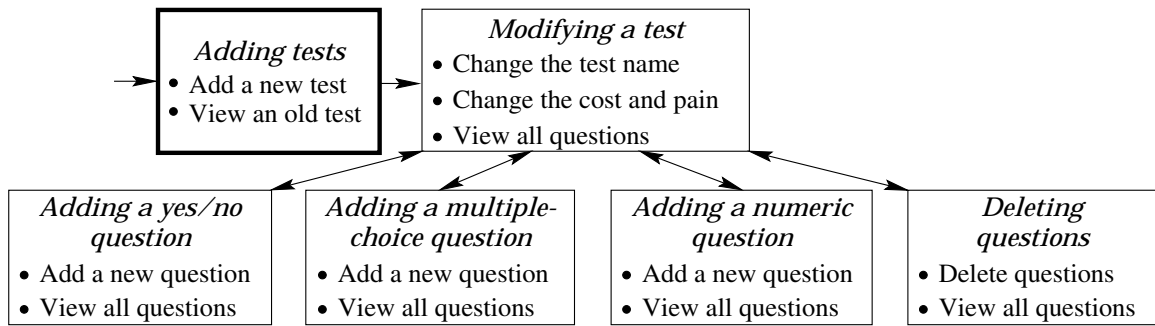 Adding tests
• Add a new test
• View an old test
Modifying a test
• Change the test name
• Change the cost and pain
• View all questions
Adding a yes/no
question
• Add a new question
• View all questions
Adding a multiple-
choice question
• Add a new question
• View all questions
Adding a numeric
question
• Add a new question
• View all questions
Deleting
questions
• Delete questions
• View all questions